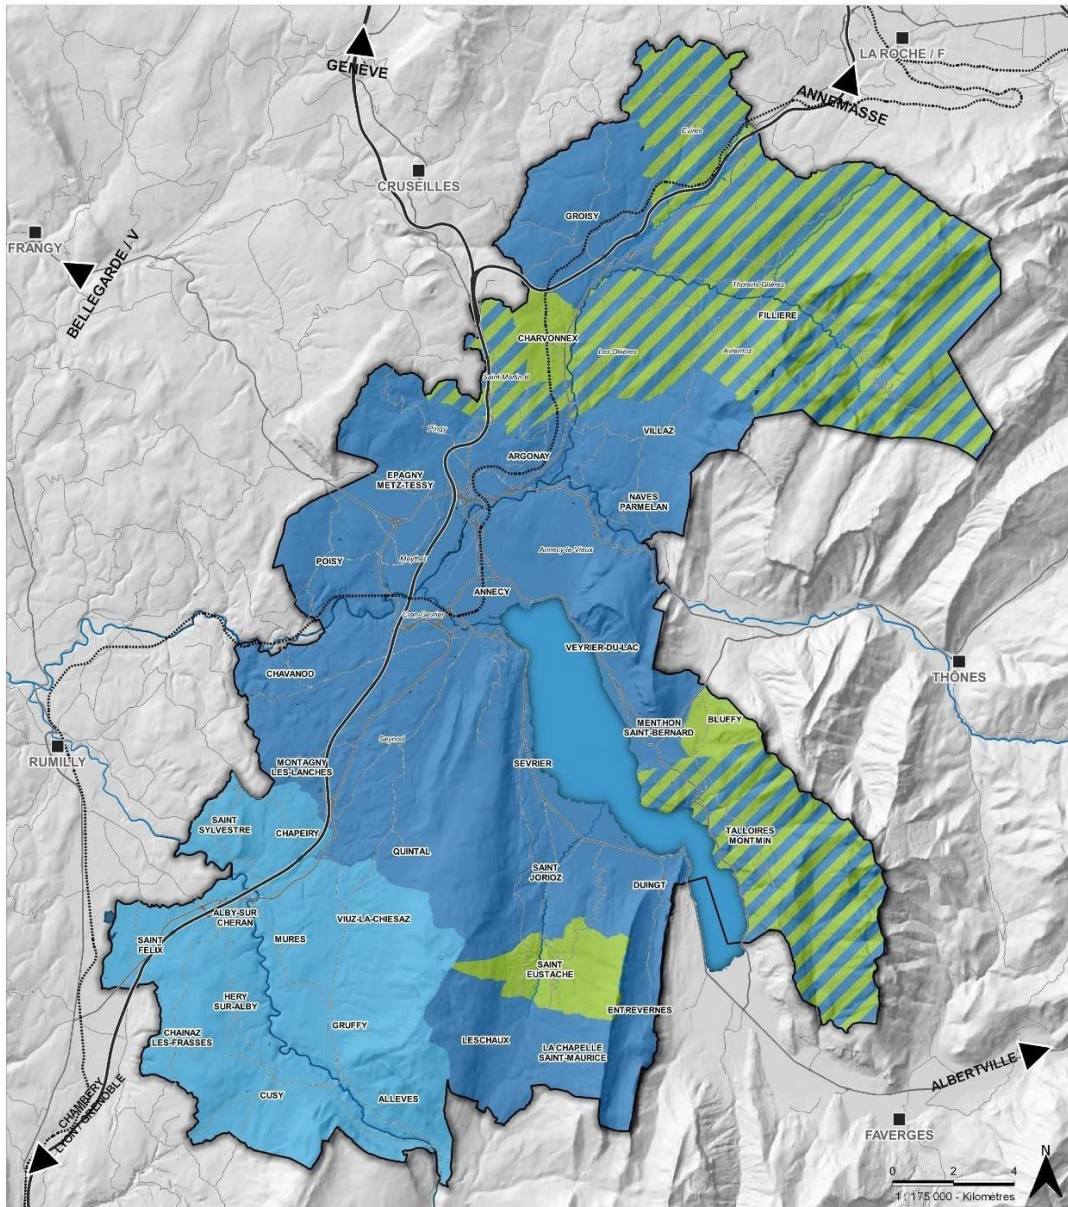 LA ROCHE / F
GENÈVE
ANNEMASSE
Evires
CRUSEILLES
GROISY
FRANGY
BELLEGARDE / V
Thorens-Glières
FILLIERE
CHARVONNEX
Les Ollières
Aviernoz
Saint-Martin-B
Pringy
VILLAZ
ARGONAY
EPAGNY
METZ-TESSY
NAVES
PARMELAN
Annecy-le-Vieux
POISY
Meythet
ANNECY
Cran-Gevrier
VEYRIER-DU-LAC
CHAVANOD
THÔNES
MENTHON
SAINT-BERNARD
BLUFFY
Seynod
RUMILLY
MONTAGNY
LES-LANCHES
SEVRIER
SAINT
SYLVESTRE
CHAPEIRY
TALLOIRES
MONTMIN
QUINTAL
SAINT
JORIOZ
DUINGT
ALBY-SUR
CHERAN
VIUZ-LA-CHIESAZ
SAINT
FELIX
MURES
SAINT
EUSTACHE
HERY
SUR-ALBY
ENTREVERNES
GRUFFY
CHAINAZ
LES-FRASSES
LESCHAUX
LA CHAPELLE
SAINT-MAURICE
ALBERTVILLE
CUSY
ALLEVES
CHAMBÉRY
LYON / GRENOBLE
FAVERGES
N
0 2 4
1 : 175 000 - Kilomètres